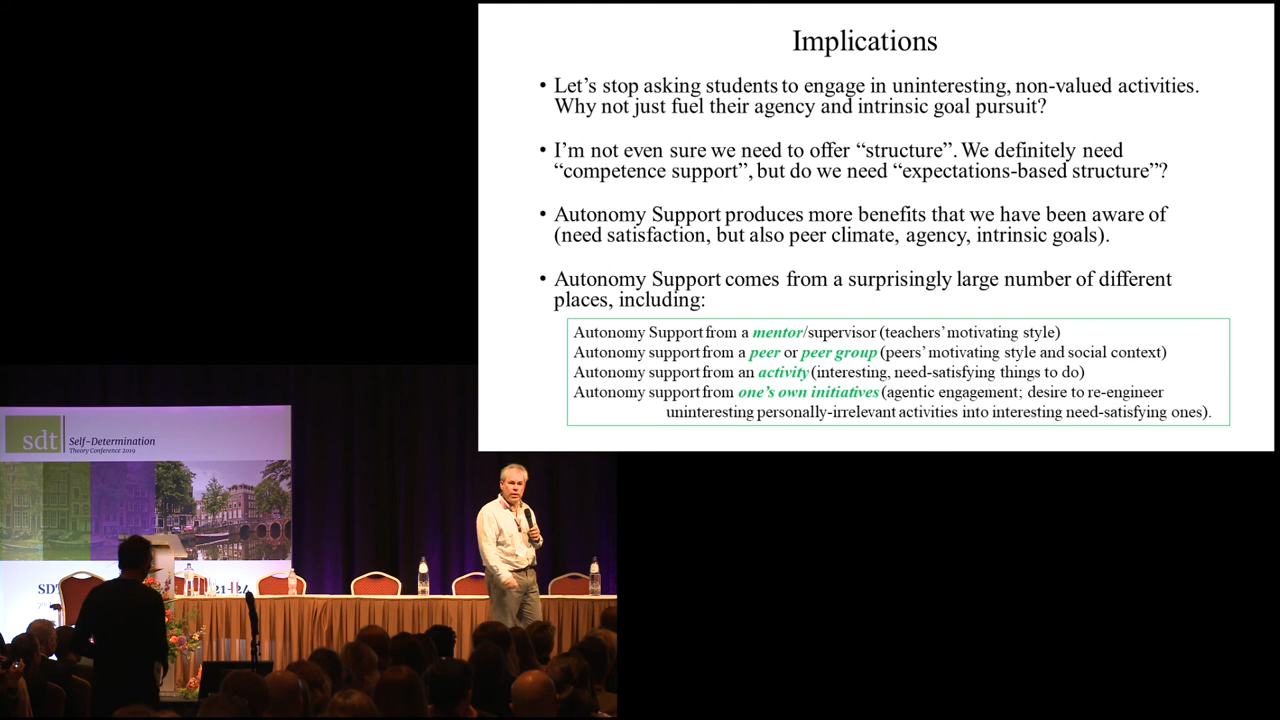 Implications
• Let’s stop asking students to engage in uninteresting, non-valued activities.
Why not just fuel their agency and intrinsic goal pursuit?
• I’m not even sure we need to offer “structure”. We definitely need
“competence support”, but do we need “expectations-based structure”?
• Autonomy Support produces more benefits that we have been aware of
(need satisfaction, but also peer climate, agency, intrinsic goals).
• Autonomy Support comes from a surprisingly large number of different
places, including:
Autonomy Support from a mentor/supervisor (teachers’ motivating style)
Autonomy support from a peer or peer group (peers’ motivating style and social context)
Autonomy support from an activity (interesting, need-satisfying things to do)
Autonomy support from one’s own initiatives (agentic engagement; desire to re-engineer
uninteresting personally-irrelevant activities into interesting need-satisfying ones).
sdt
Self-Determination
Theory Conference 2019